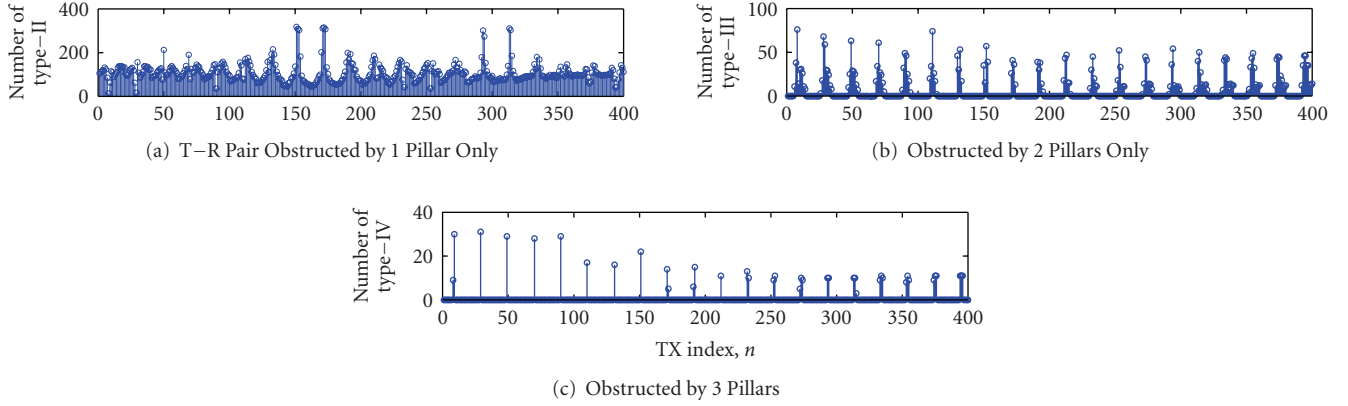 Number of
type−II
400
200
0
0 50 100 150 200 250 300 350 400
(a) T−R Pair Obstructed by 1 Pillar Only
Number of
type−III
100
50
0
0 50 100 150 200 250 300 350 400
(b) Obstructed by 2 Pillars Only
Number of
type−IV
40
20
0
0 50 100 150 200 250 300 350 400
TX index, n
(c) Obstructed by 3 Pillars